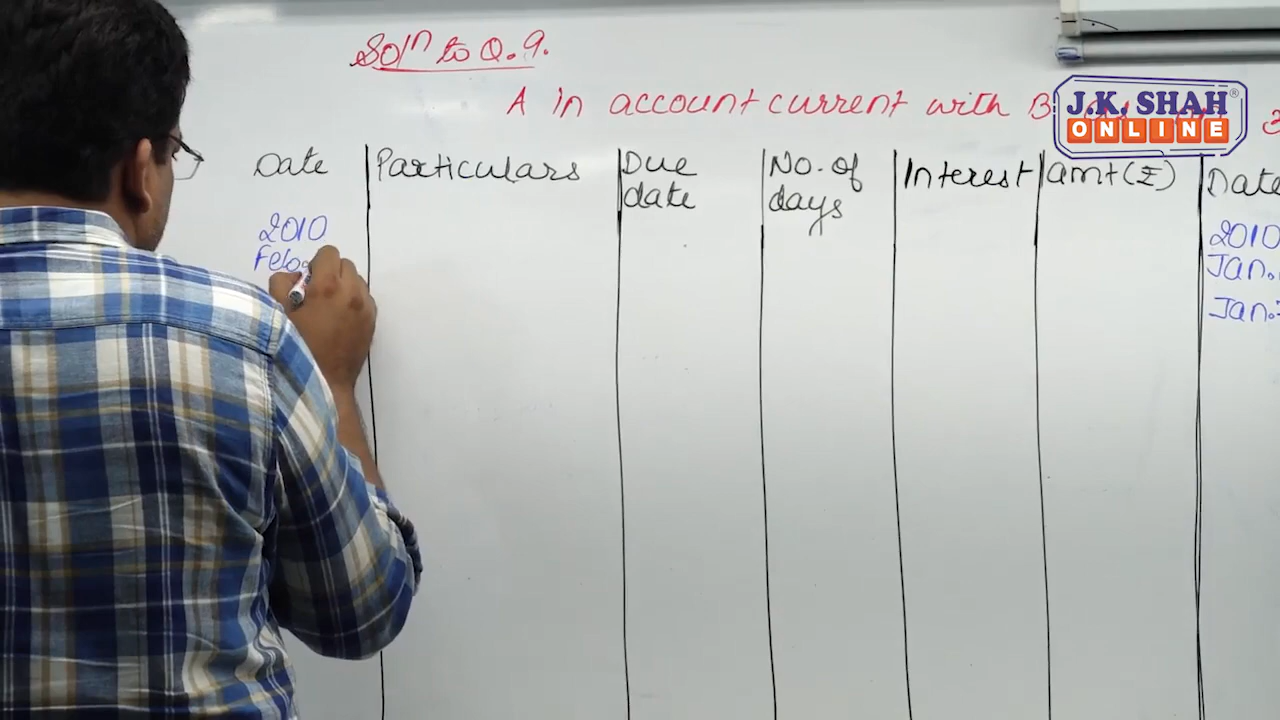 Solⁿ to Q.9.
A in account current with B
J.K. SHAH®
ONLINE
Date Particulars Due date No. of days Interest amt(₹) Date
2010
Feb
2010
Jan.
Jan.